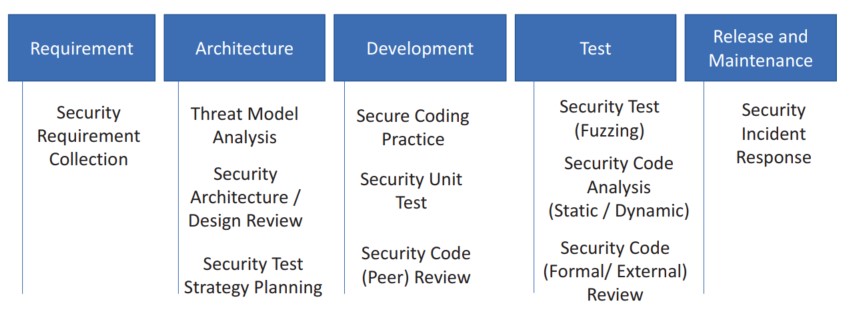 Requirement
Architecture
Development
Test
Release and
Maintenance
Security
Requirement
Collection
Threat Model
Analysis
Security
Architecture /
Design Review
Security Test
Strategy Planning
Secure Coding
Practice
Security Unit
Test
Security Code
(Peer) Review
Security Test
(Fuzzing)
Security Code
Analysis
(Static / Dynamic)
Security Code
(Formal/ External)
Review
Security
Incident
Response